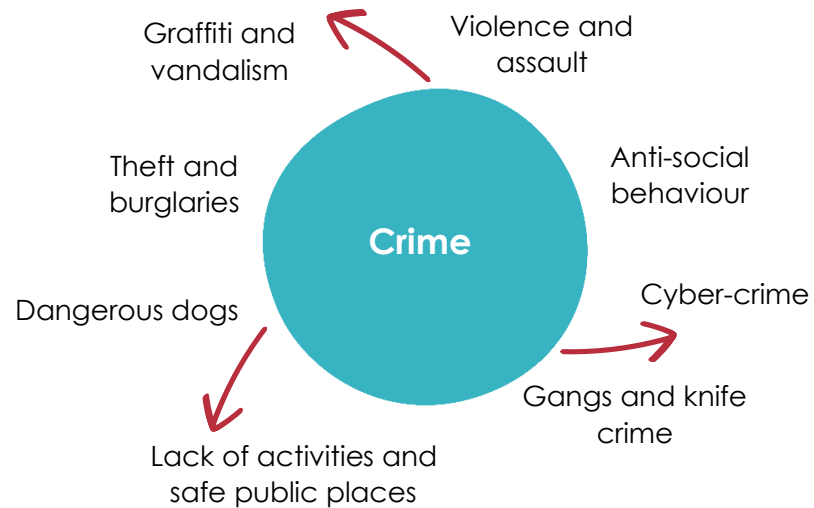 Graffiti and
vandalism
Violence and
assault
Theft and
burglaries
Anti-social
behaviour
Crime
Dangerous dogs
Cyber-crime
Gangs and knife
crime
Lack of activities and
safe public places